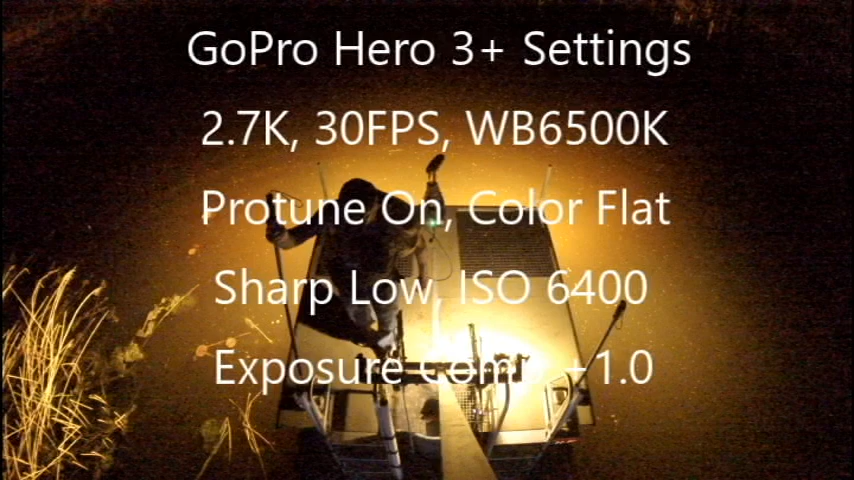 GoPro Hero 3+ Settings
2.7K, 30FPS, WB6500K
Protune On, Color Flat
Sharp Low, ISO 6400
Exposure Comp +1.0